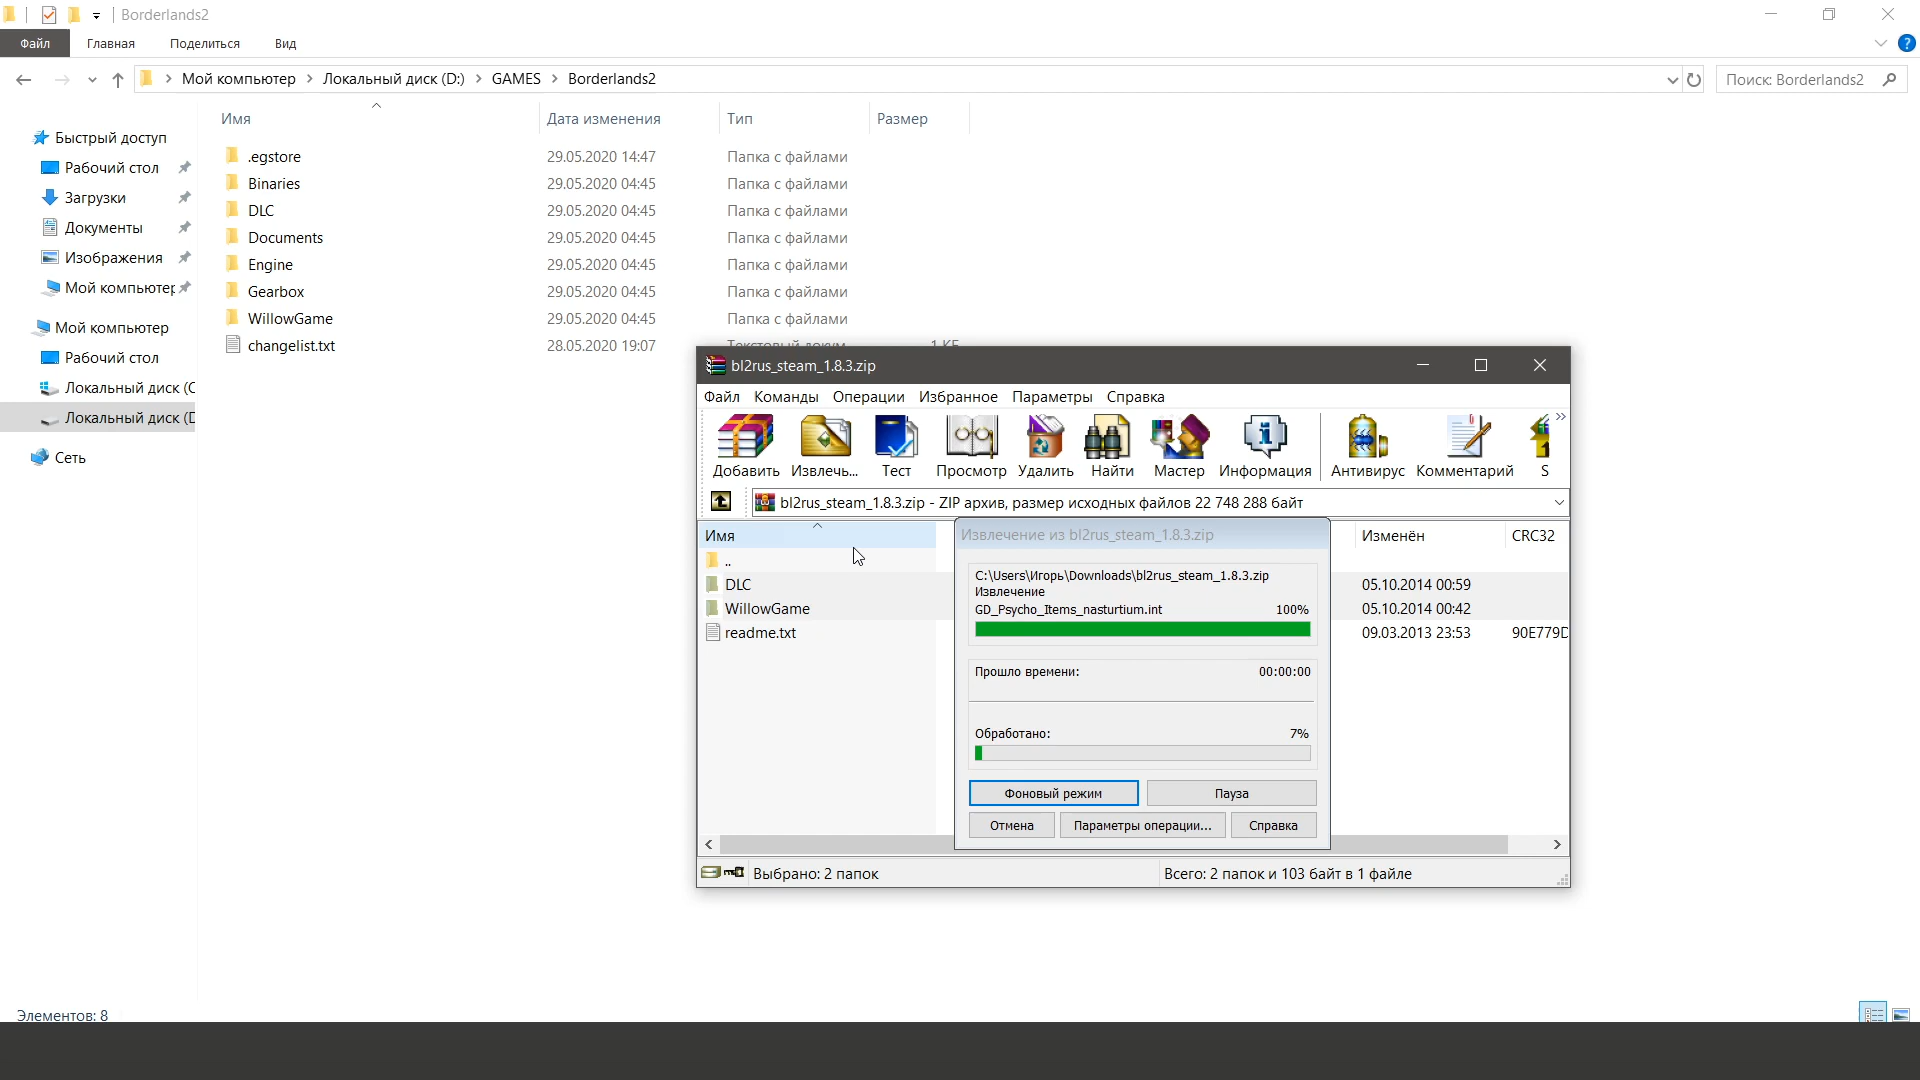 Borderlands2
Файл Главная Поделиться Вид
Мой компьютер Локальный диск (D:) GAMES Borderlands2
Поиск: Borderlands2
Имя Дата изменения Тип Размер
Быстрый доступ
Рабочий стол
Загрузки
Документы
Изображения
Мой компьютер
Мой компьютер
Рабочий стол
Локальный диск (C
Локальный диск (D
Сеть
.egstore 29.05.2020 14:47 Папка с файлами
Binaries 29.05.2020 04:45 Папка с файлами
DLC 29.05.2020 04:45 Папка с файлами
Documents 29.05.2020 04:45 Папка с файлами
Engine 29.05.2020 04:45 Папка с файлами
Gearbox 29.05.2020 04:45 Папка с файлами
WillowGame 29.05.2020 04:45 Папка с файлами
changelist.txt 28.05.2020 19:07 Текстовый докум... 1 КБ
bl2rus_steam_1.8.3.zip
Файл Команды Операции Избранное Параметры Справка
Добавить Извлечь... Тест Просмотр Удалить Найти Мастер Информация Антивирус Комментарий S
bl2rus_steam_1.8.3.zip - ZIP архив, размер исходных файлов 22 748 288 байт
Имя Изменён CRC32
..
DLC 05.10.2014 00:59
WillowGame 05.10.2014 00:42
readme.txt 09.03.2013 23:53 90E779D
Извлечение из bl2rus_steam_1.8.3.zip
C:\Users\Игорь\Downloads\bl2rus_steam_1.8.3.zip
Извлечение
GD_Psycho_Items_nasturtium.int 100%
Прошло времени: 00:00:00
Обработано: 7%
Фоновый режим Пауза
Отмена Параметры операции... Справка
Выбрано: 2 папок Всего: 2 папок и 103 байт в 1 файле
Элементов: 8